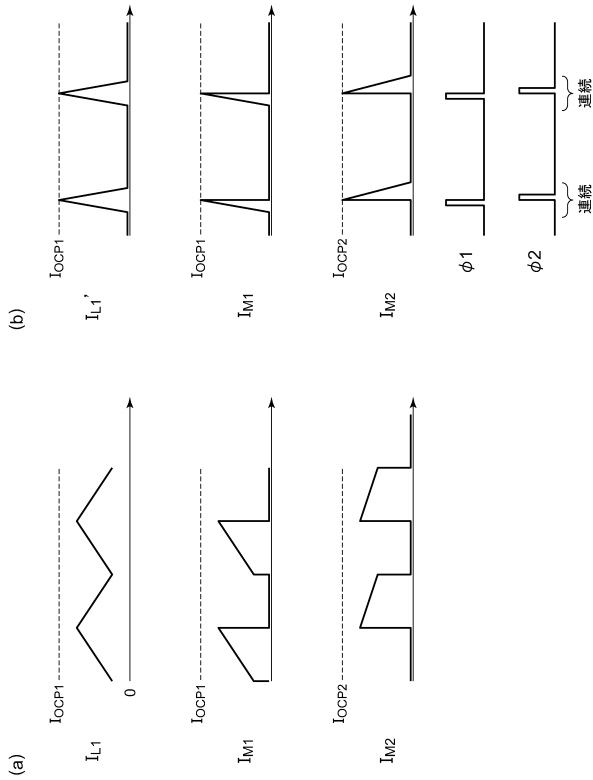 (a)
IOCP1
IL1
0
IOCP1
IM1
IOCP2
IM2
(b)
IOCP1
IL1'
IOCP1
IM1
IOCP2
IM2
φ1
φ2
連続
連続